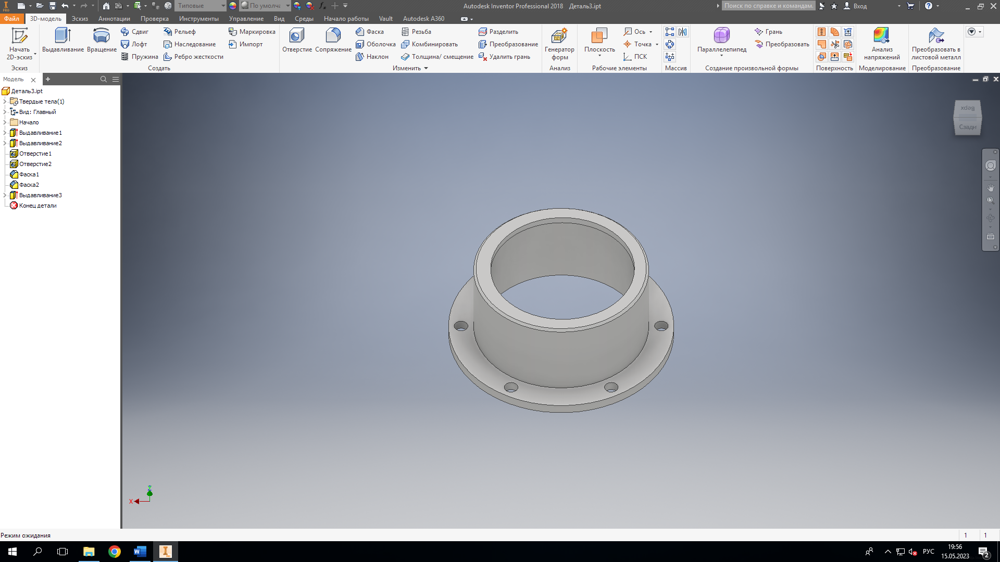 Типовые
По умолча
Autodesk Inventor Professional 2018 Деталь3.ipt
Поиск по справке и командам.
Вход
PRO
Файл 3D-модель Эскиз Аннотации Проверка Инструменты Управление Вид Среды Начало работы Vault Autodesk A360
Начать
2D-эскиз
Эскиз
Выдавливание
Вращение
Сдвиг
Лофт
Пружина
Рельеф
Наследование
Ребро жесткости
Маркировка
Импорт
Создать
Отверстие
Сопряжение
Фаска
Оболочка
Наклон
Резьба
Комбинировать
Толщина/ смещение
Разделить
Преобразование
Удалить грань
Изменить
Генератор
форм
Анализ
Плоскость
Ось
Точка
ПСК
Рабочие элементы
Массив
Параллелепипед
Грань
Преобразовать
Создание произвольной формы
Поверхность
Анализ
напряжений
Моделирование
Преобразовать в
листовой металл
Преобразование
Модель
Деталь3.ipt
Твердые тела(1)
Вид: Главный
Начало
Выдавливание1
Выдавливание2
Отверстие1
Отверстие2
Фаска1
Фаска2
Выдавливание3
Конец детали
Верх
Сзади
X
Режим ожидания
1 1
РУС
19:56
15.05.2023
2